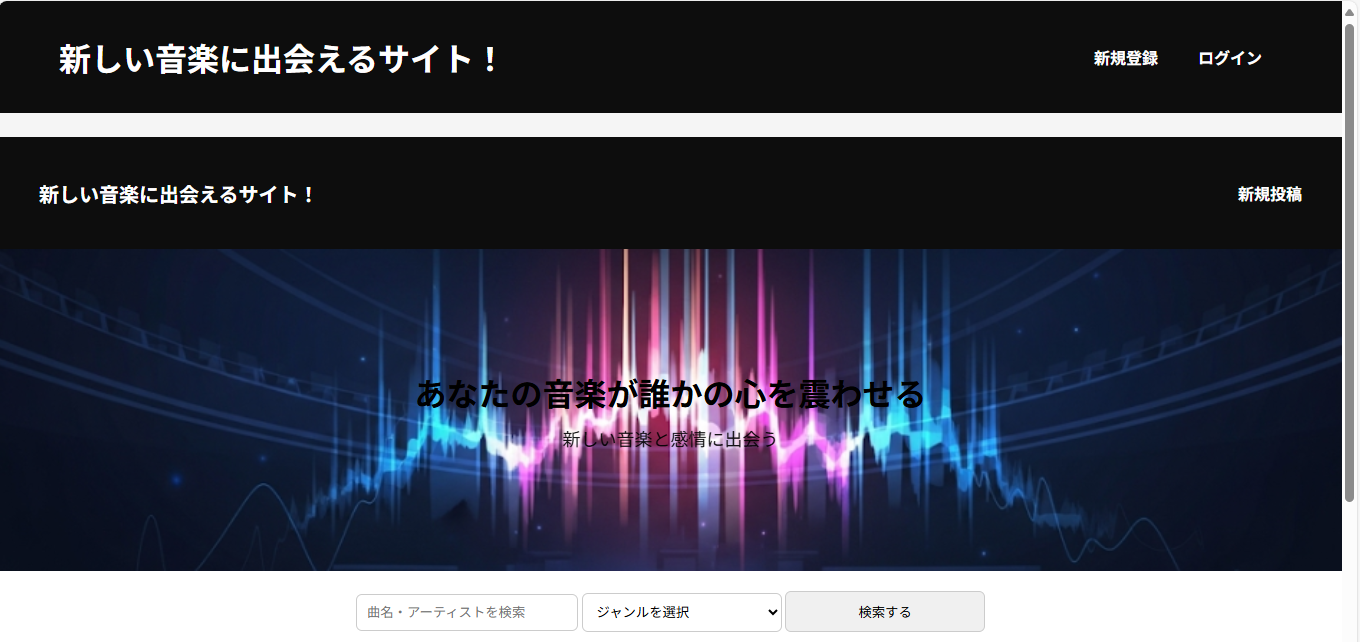 新しい音楽に出会えるサイト！
新規登録 ログイン
新しい音楽に出会えるサイト！
新規投稿
あなたの音楽が誰かの心を震わせる
新しい音楽と感情に出会う
曲名・アーティストを検索 ジャンルを選択 検索する